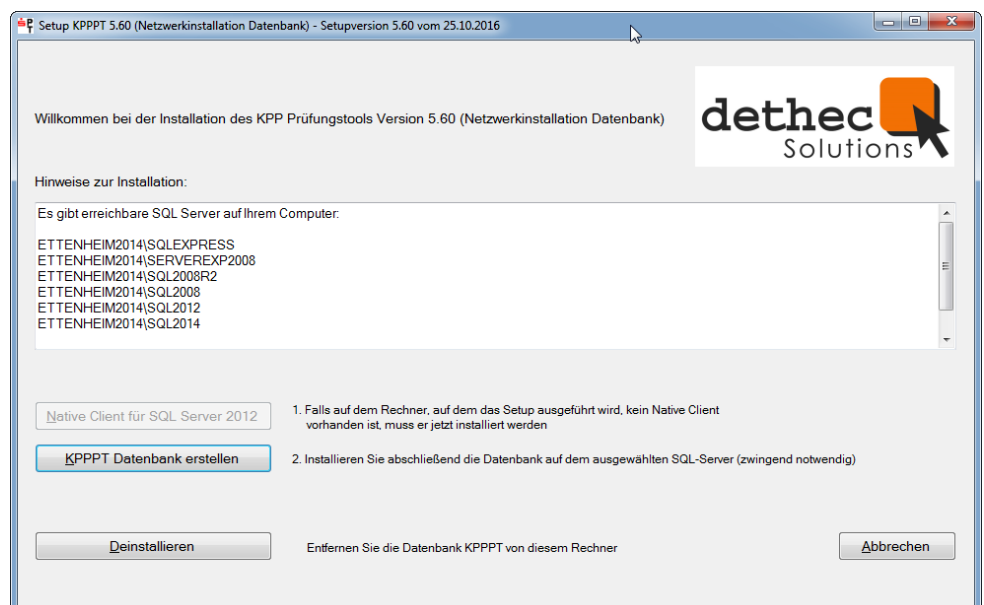 Setup KPPPT 5.60 (Netzwerkinstallation Datenbank) - Setupversion 5.60 vom 25.10.2016
Willkommen bei der Installation des KPP Prüfungstools Version 5.60 (Netzwerkinstallation Datenbank)
dethec
Solutions
Hinweise zur Installation:
Es gibt erreichbare SQL Server auf Ihrem Computer:
ETTENHEIM2014\SQLEXPRESS
ETTENHEIM2014\SERVEREXP2008
ETTENHEIM2014\SQL2008R2
ETTENHEIM2014\SQL2008
ETTENHEIM2014\SQL2012
ETTENHEIM2014\SQL2014
Native Client für SQL Server 2012
1. Falls auf dem Rechner, auf dem das Setup ausgeführt wird, kein Native Client
vorhanden ist, muss er jetzt installiert werden
KPPPT Datenbank erstellen
2. Installieren Sie abschließend die Datenbank auf dem ausgewählten SQL-Server (zwingend notwendig)
Deinstallieren
Entfernen Sie die Datenbank KPPPT von diesem Rechner
Abbrechen